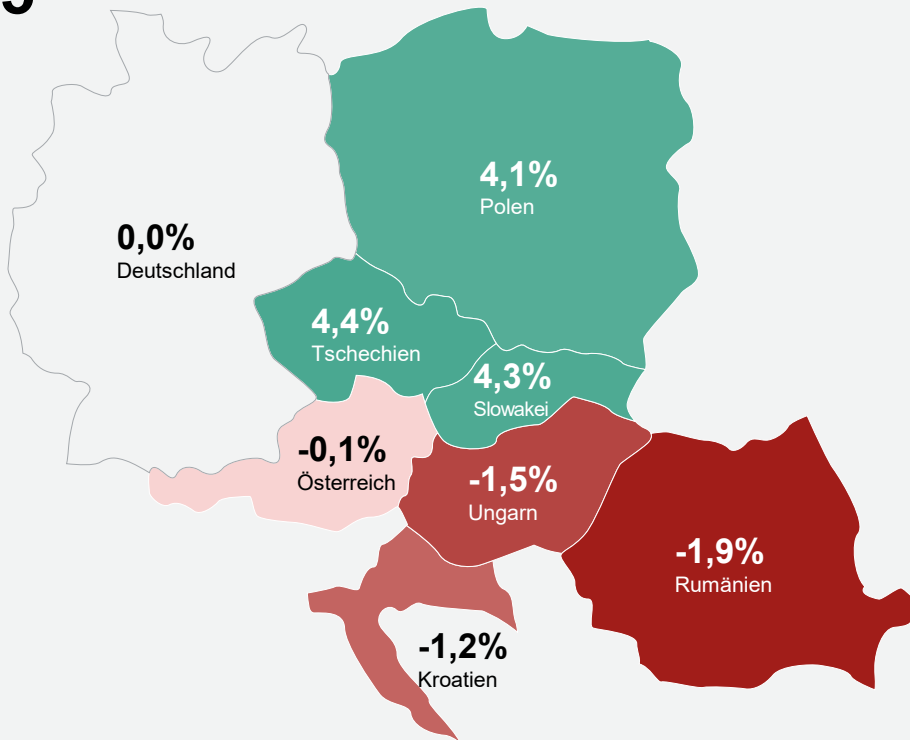 4,1%
Polen
0,0%
Deutschland
4,4%
Tschechien
4,3%
Slowakei
-0,1%
Österreich
-1,5%
Ungarn
-1,9%
Rumänien
-1,2%
Kroatien